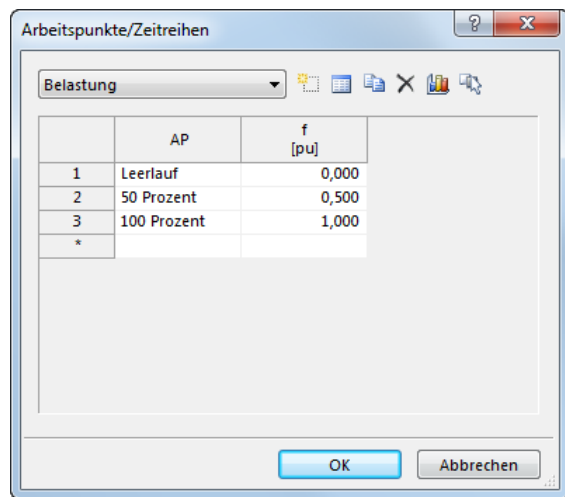 Arbeitspunkte/Zeitreihen
Belastung
AP f [pu]
1 Leerlauf 0,000
2 50 Prozent 0,500
3 100 Prozent 1,000
*
OK Abbrechen